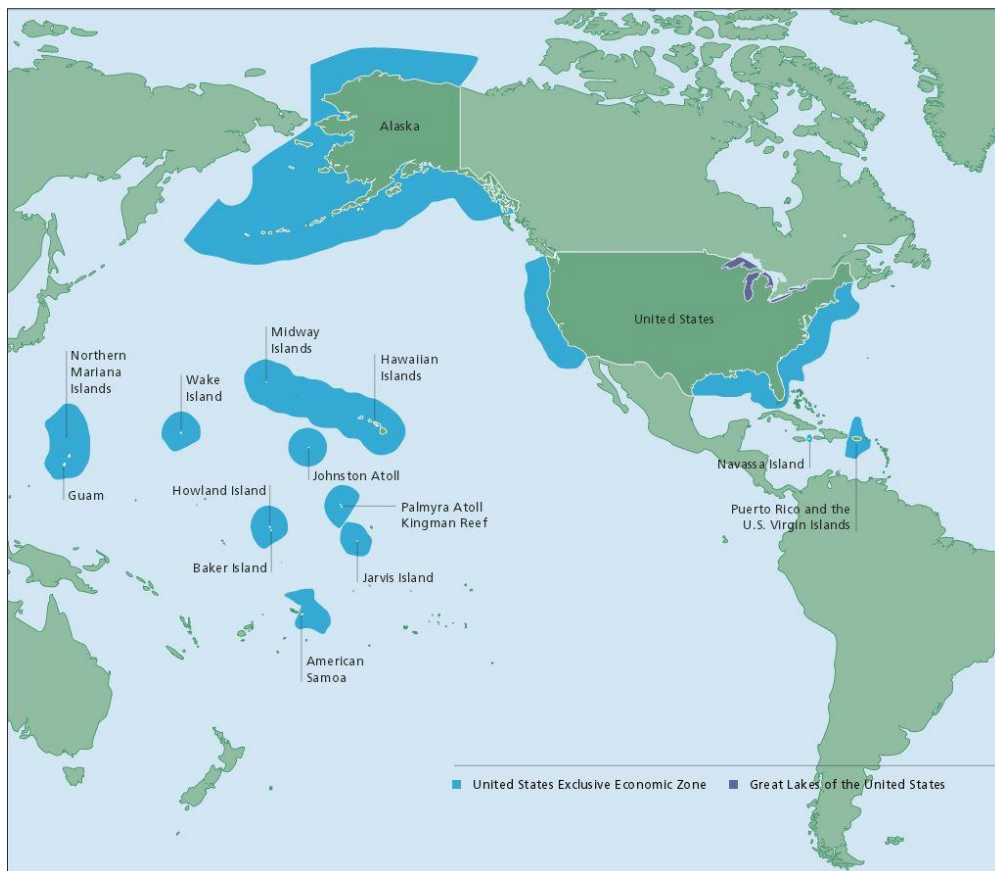 Alaska
United States
Midway
Islands
Hawaiian
Islands
Northern
Mariana
Islands
Wake
Island
Johnston Atoll
Navassa Island
Guam
Howland Island
Palmyra Atoll
Kingman Reef
Puerto Rico and the
U.S. Virgin Islands
Baker Island
Jarvis Island
American
Samoa
United States Exclusive Economic Zone
Great Lakes of the United States